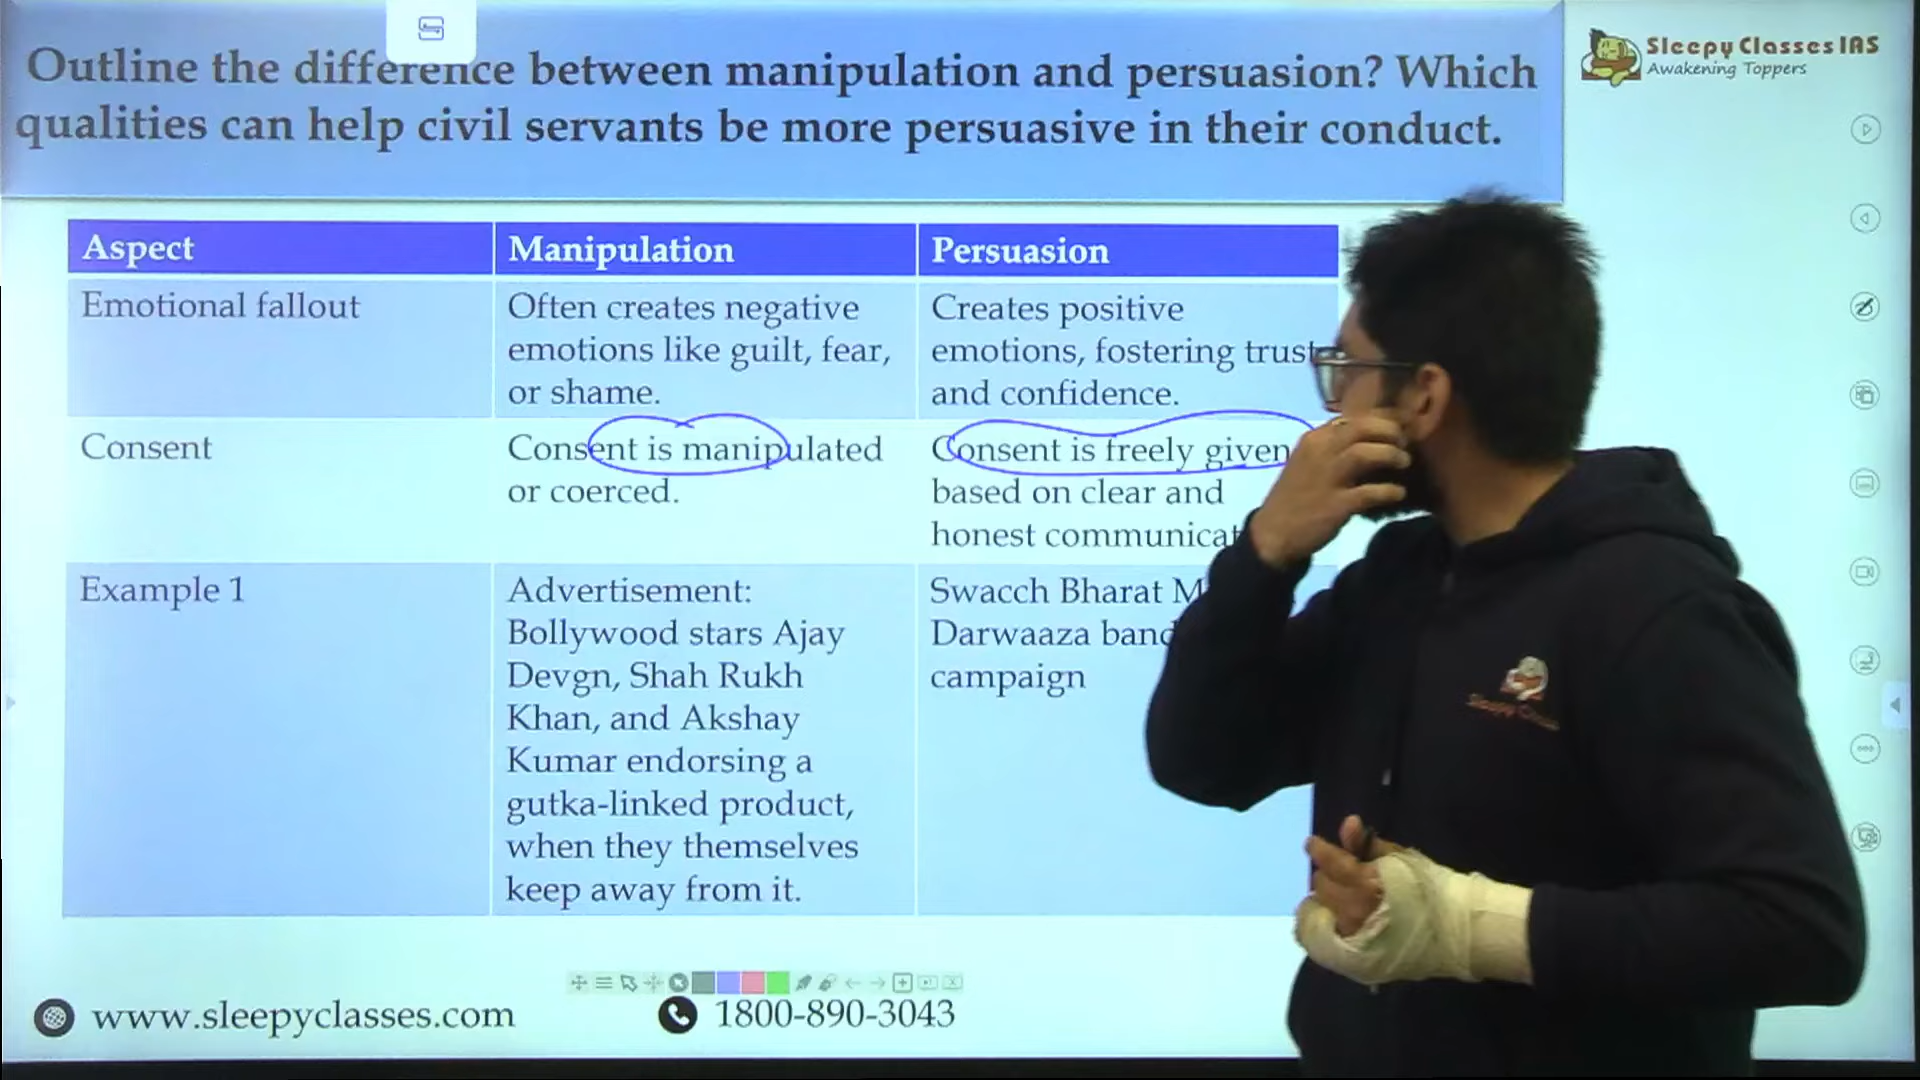 Outline the difference between manipulation and persuasion? Which
qualities can help civil servants be more persuasive in their conduct.
Sleepy Classes IAS
Awakening Toppers
Aspect
Manipulation
Persuasion
Emotional fallout
Often creates negative
emotions like guilt, fear,
or shame.
Creates positive
emotions, fostering trust
and confidence.
Consent
Consent is manipulated
or coerced.
Consent is freely given
based on clear and
honest
Example 1
Advertisement:
Bollywood stars Ajay
Devgn, Shah Rukh
Khan, and Akshay
Kumar endorsing a
gutka-linked product,
when they themselves
keep away from it.
Swacch Bharat
Darwaaza band
campaign
Sleepy
www.sleepyclasses.com
1800-890-3043